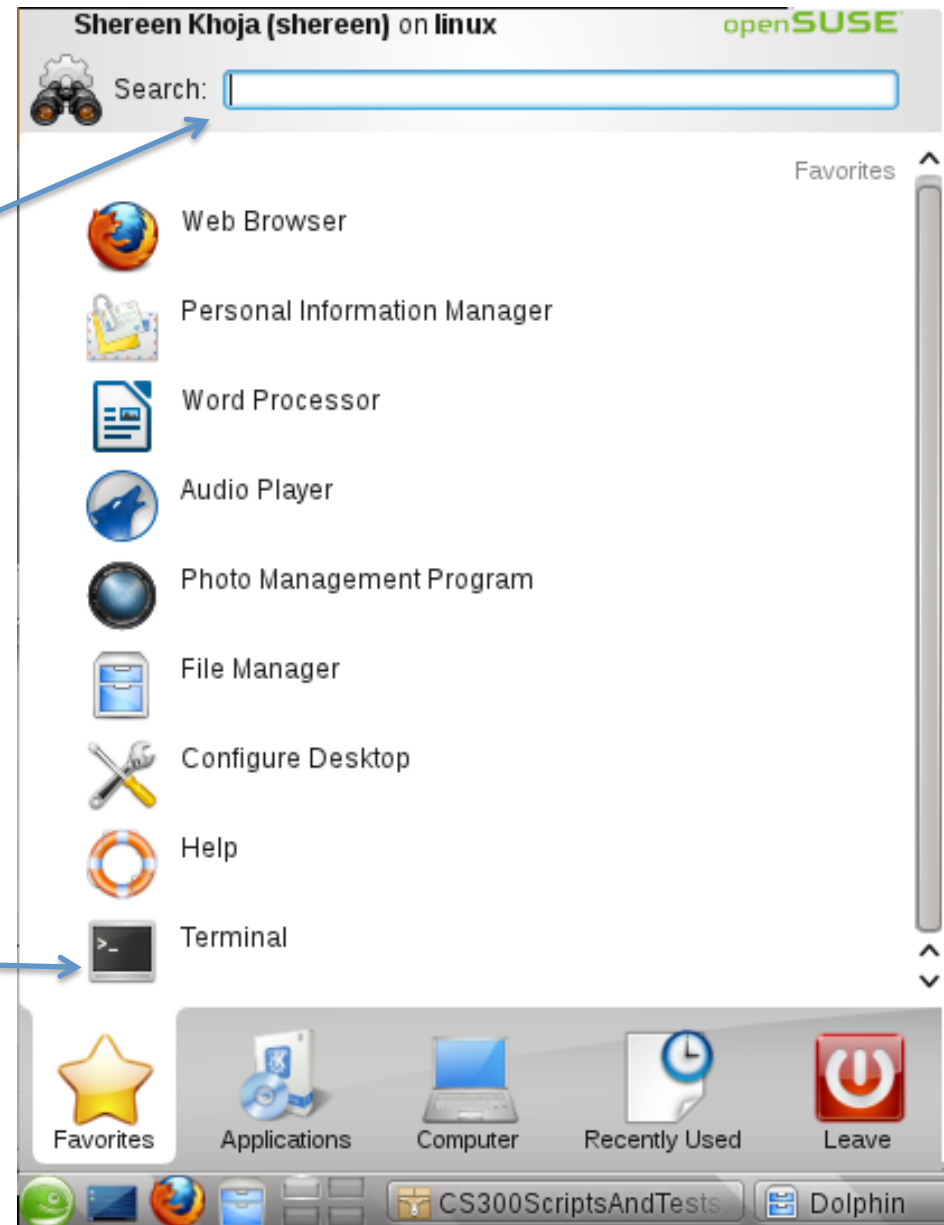 Shereen Khoja (shereen) on linux
openSUSE
Search:
Favorites
Web Browser
Personal Information Manager
Word Processor
Audio Player
Photo Management Program
File Manager
Configure Desktop
Help
Terminal
>_
Favorites
Applications
Computer
Recently Used
Leave
CS300ScriptsAndTests
Dolphin